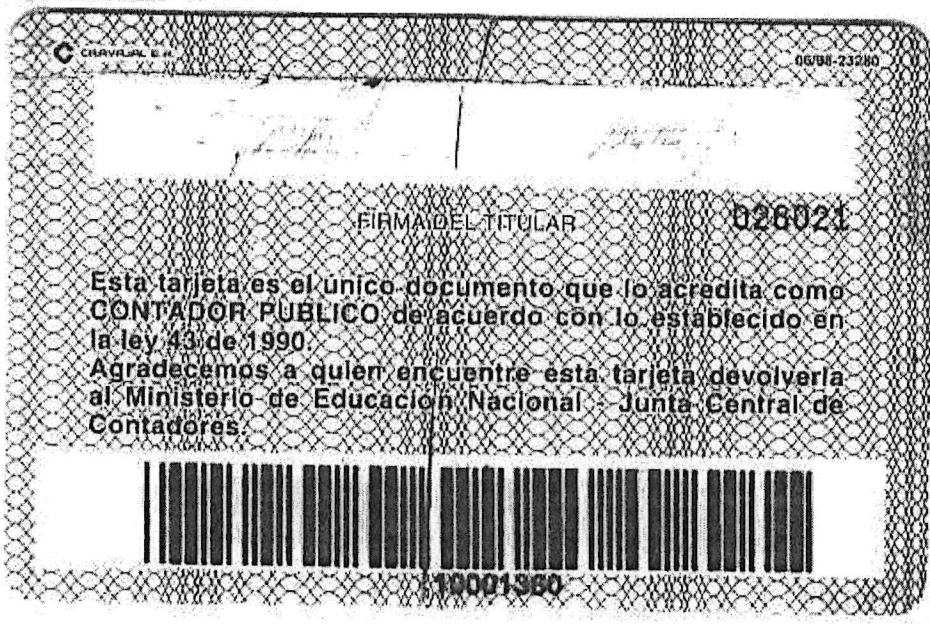 CARVAJAL S.A.
06/98-23280
FIRMA DEL TITULAR
026021
Esta tarjeta es el unico documento que lo acredita como
CONTADOR PUBLICO de acuerdo con lo establecido en
la ley 43 de 1990.
Agradecemos a quien encuentre esta tarjeta devolverla
al Ministerio de Educación Nacional - Junta Central de
Contadores.
10001360